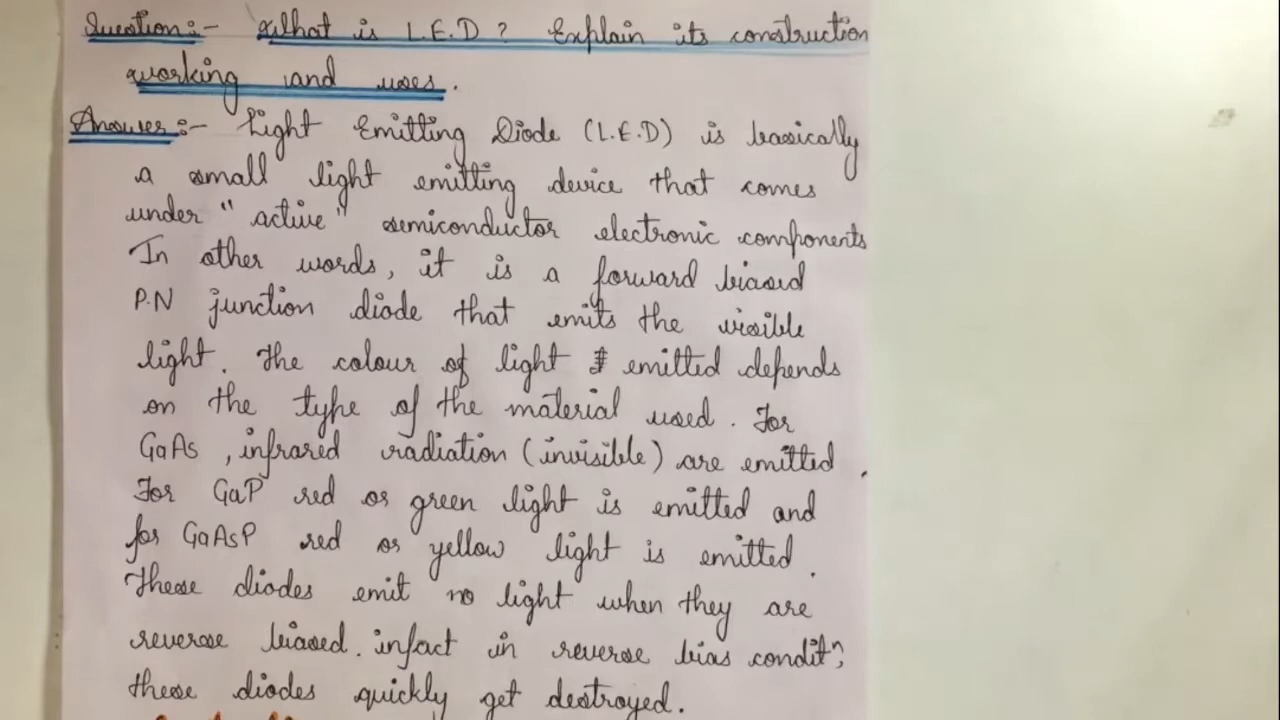 Question:- What is L.E.D? Explain its construction
working and uses.
Answer:- Light Emitting Diode (L.E.D) is basically
a small light emitting device that comes
under "active" semiconductor electronic components
In other words, it is a forward biased
P.N junction diode that emits the visible
light. The colour of light emitted depends
on the type of the material used. For
GaAs, infrared radiation (invisible) are emitted.
For GaP red or green light is emitted and
for GaAsP red or yellow light is emitted.
These diodes emit no light when they are
reverse biased. infact in reverse bias conditn,
these diodes quickly get destroyed.